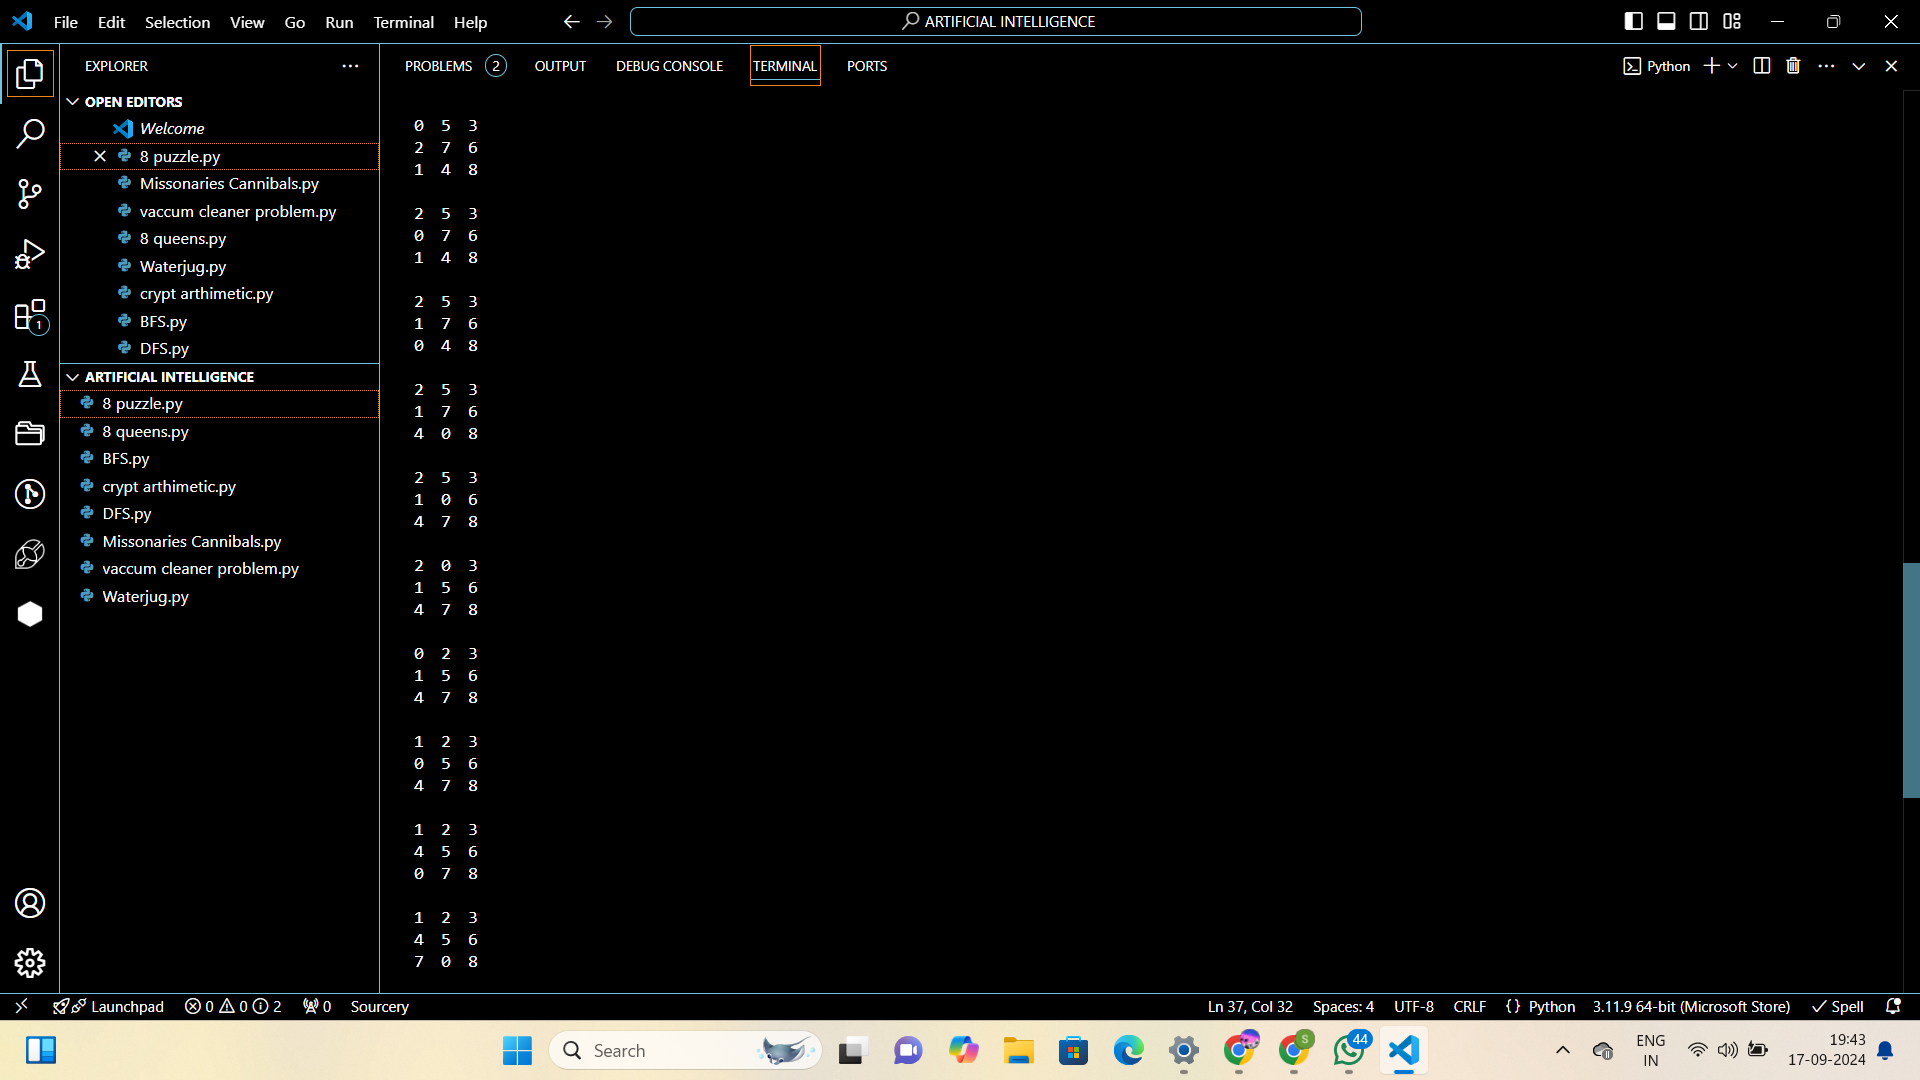 File Edit Selection View Go Run Terminal Help
ARTIFICIAL INTELLIGENCE
EXPLORER
OPEN EDITORS
Welcome
8 puzzle.py
Missonaries Cannibals.py
vaccum cleaner problem.py
8 queens.py
Waterjug.py
crypt arthimetic.py
BFS.py
DFS.py
ARTIFICIAL INTELLIGENCE
8 puzzle.py
8 queens.py
BFS.py
crypt arthimetic.py
DFS.py
Missonaries Cannibals.py
vaccum cleaner problem.py
Waterjug.py
1
PROBLEMS 2 OUTPUT DEBUG CONSOLE TERMINAL PORTS
Python
0 5 3
2 7 6
1 4 8
2 5 3
0 7 6
1 4 8
2 5 3
1 7 6
0 4 8
2 5 3
1 7 6
4 0 8
2 5 3
1 0 6
4 7 8
2 0 3
1 5 6
4 7 8
0 2 3
1 5 6
4 7 8
1 2 3
0 5 6
4 7 8
1 2 3
4 5 6
0 7 8
1 2 3
4 5 6
7 0 8
Launchpad 0 0 2 0 Sourcery
Ln 37, Col 32 Spaces: 4 UTF-8 CRLF {} Python 3.11.9 64-bit (Microsoft Store) Spell
Search
S
44
ENG
IN
19:43
17-09-2024